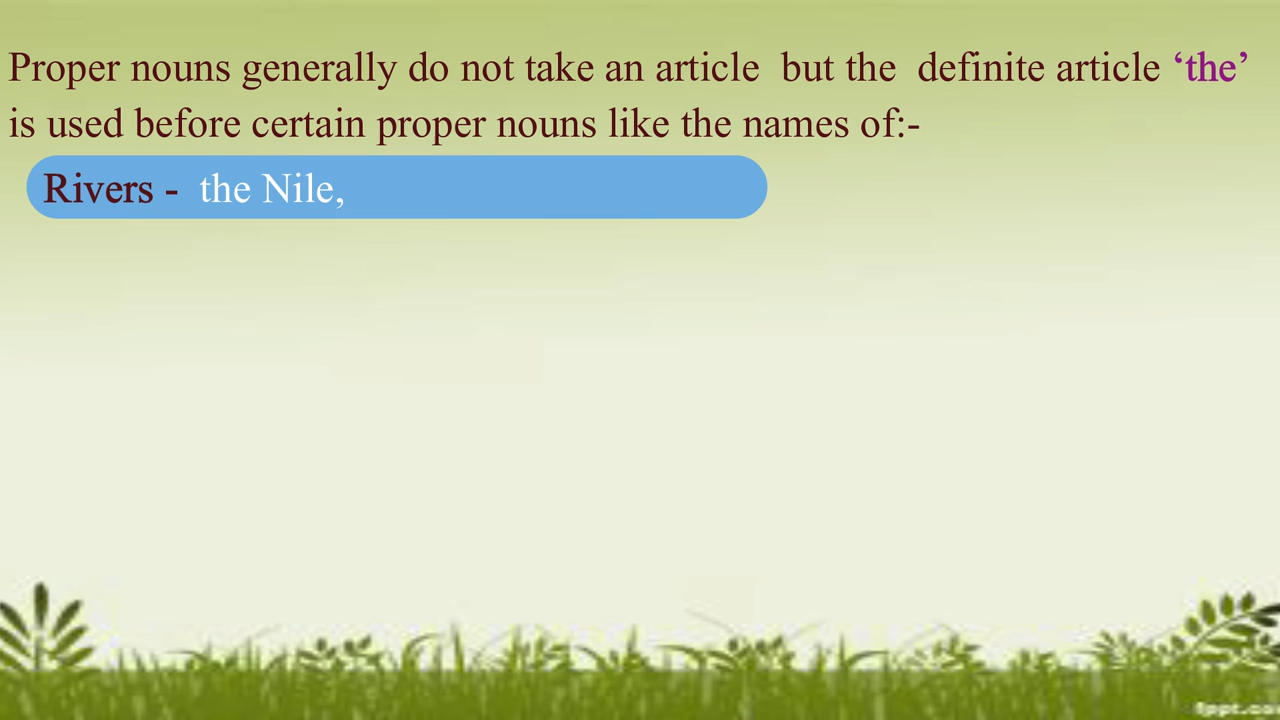 Proper nouns generally do not take an article  but the  definite article ‘the’
is used before certain proper nouns like the names of:-
Rivers -  the Nile,